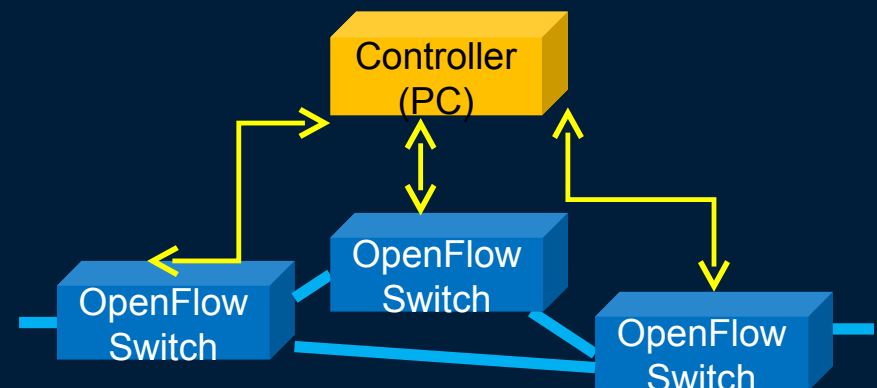 Controller
(PC)
OpenFlow
Switch
OpenFlow
Switch
OpenFlow
Switch